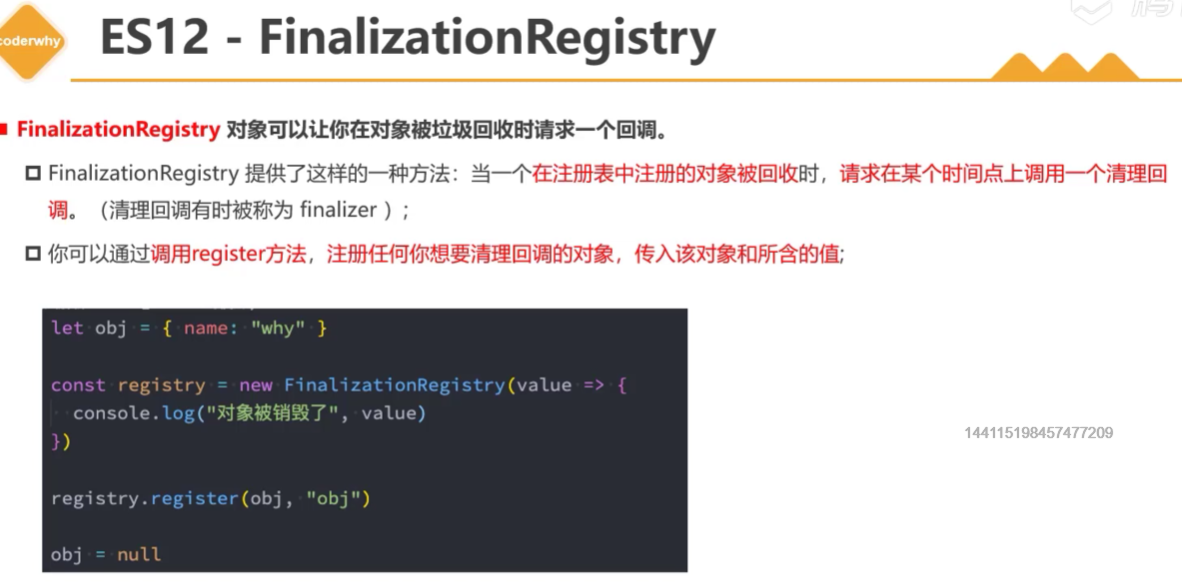 coderwhy
ES12 - FinalizationRegistry
FinalizationRegistry 对象可以让你在对象被垃圾回收时请求一个回调。
FinalizationRegistry 提供了这样的一种方法：当一个在注册表中注册的对象被回收时，请求在某个时间点上调用一个清理回
调。（清理回调有时被称为 finalizer ）；
你可以通过调用register方法，注册任何你想要清理回调的对象，传入该对象和所含的值;
let obj = { name: "why" }
const registry = new FinalizationRegistry(value => {
console.log("对象被销毁了", value)
})
144115198457477209
registry.register(obj, "obj")
obj = null